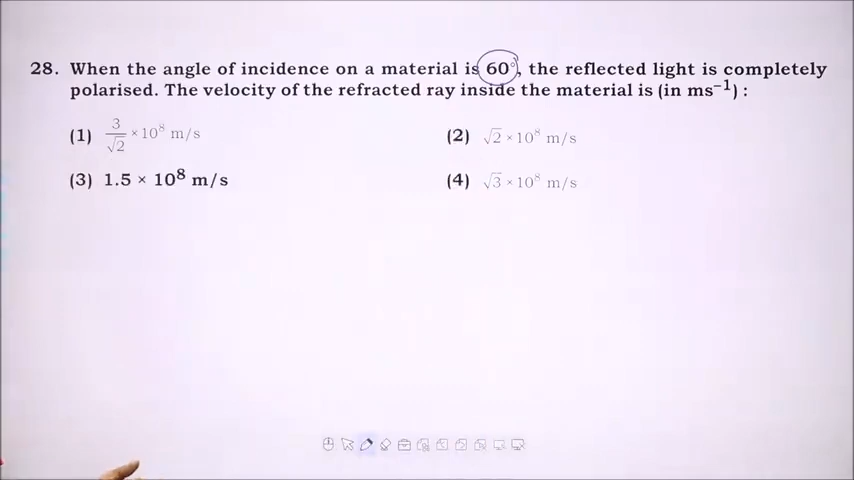 28. When the angle of incidence on a material is 60°, the reflected light is completely
polarised. The velocity of the refracted ray inside the material is (in ms⁻¹) :
(1) 3/√2 × 10⁸ m/s (2) √2 × 10⁸ m/s
(3) 1.5 × 10⁸ m/s (4) √3 × 10⁸ m/s